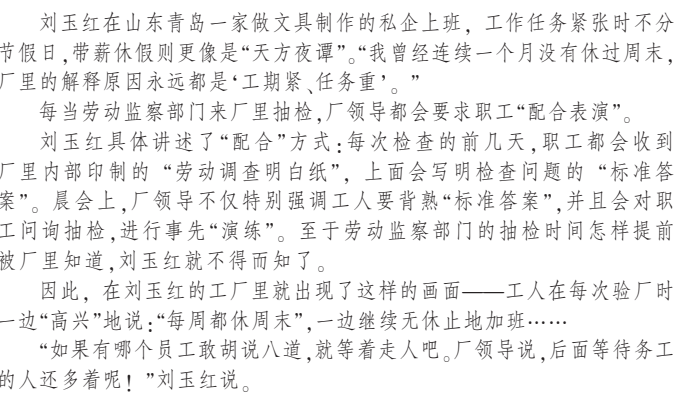 刘玉红在山东青岛一家做文具制作的私企上班，工作任务紧张时不分
节假日，带薪休假则更像是“天方夜谭”。“我曾经连续一个月没有休过周末，
厂里的解释原因永远都是‘工期紧、任务重’。”
每当劳动监察部门来厂里抽检，厂领导都会要求职工“配合表演”。
刘玉红具体讲述了“配合”方式：每次检查的前几天，职工都会收到
厂里内部印制的“劳动调查明白纸”，上面会写明检查问题的“标准答
案”。晨会上，厂领导不仅特别强调工人要背熟“标准答案”，并且会对职
工问询抽检，进行事先“演练”。至于劳动监察部门的抽检时间怎样提前
被厂里知道，刘玉红就不得而知了。
因此，在刘玉红的工厂里就出现了这样的画面——工人在每次验厂时
一边“高兴”地说：“每周都休周末”，一边继续无休止地加班……
“如果有哪个员工敢胡说八道，就等着走人吧。厂领导说，后面等待务工
的人还多着呢！”刘玉红说。